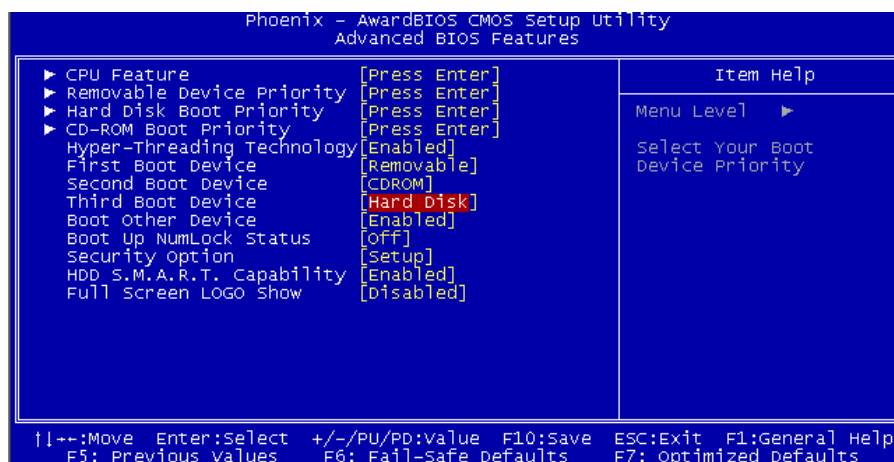 Phoenix – AwardBIOS CMOS Setup Utility
Advanced BIOS Features
► CPU Feature [Press Enter]
► Removable Device Priority [Press Enter]
► Hard Disk Boot Priority [Press Enter]
► CD-ROM Boot Priority [Press Enter]
Hyper-Threading Technology[Enabled]
First Boot Device [Removable]
Second Boot Device [CDROM]
Third Boot Device [Hard Disk]
Boot Other Device [Enabled]
Boot Up NumLock Status [Off]
Security Option [Setup]
HDD S.M.A.R.T. Capability [Enabled]
Full Screen LOGO Show [Disabled]
Item Help
Menu Level ►
Select Your Boot
Device Priority
↑↓→←:Move Enter:Select +/-/PU/PD:Value F10:Save ESC:Exit F1:General Help
F5: Previous Values F6: Fail-Safe Defaults F7: Optimized Defaults